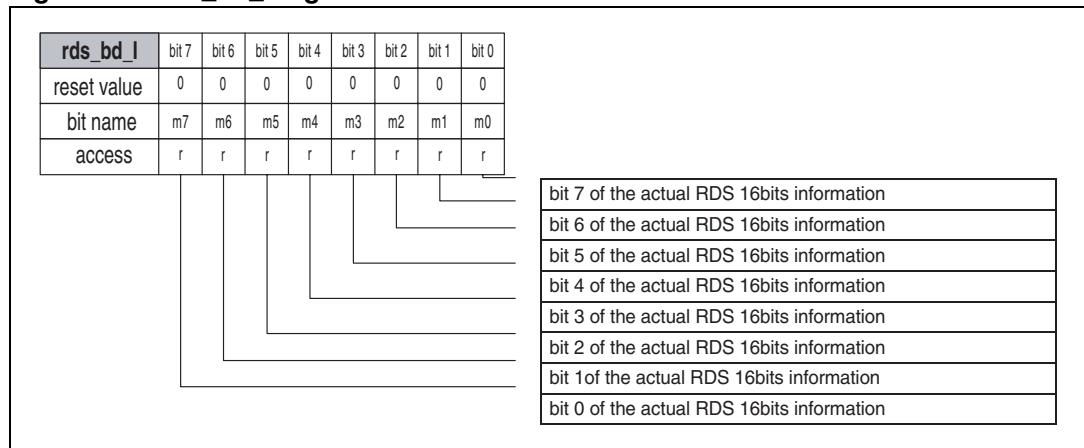 rds_bd_l bit 7 bit 6 bit 5 bit 4 bit 3 bit 2 bit 1 bit 0
reset value 0 0 0 0 0 0 0 0
bit name m7 m6 m5 m4 m3 m2 m1 m0
access r r r r r r r r
bit 7 of the actual RDS 16bits information
bit 6 of the actual RDS 16bits information
bit 5 of the actual RDS 16bits information
bit 4 of the actual RDS 16bits information
bit 3 of the actual RDS 16bits information
bit 2 of the actual RDS 16bits information
bit 1of the actual RDS 16bits information
bit 0 of the actual RDS 16bits information